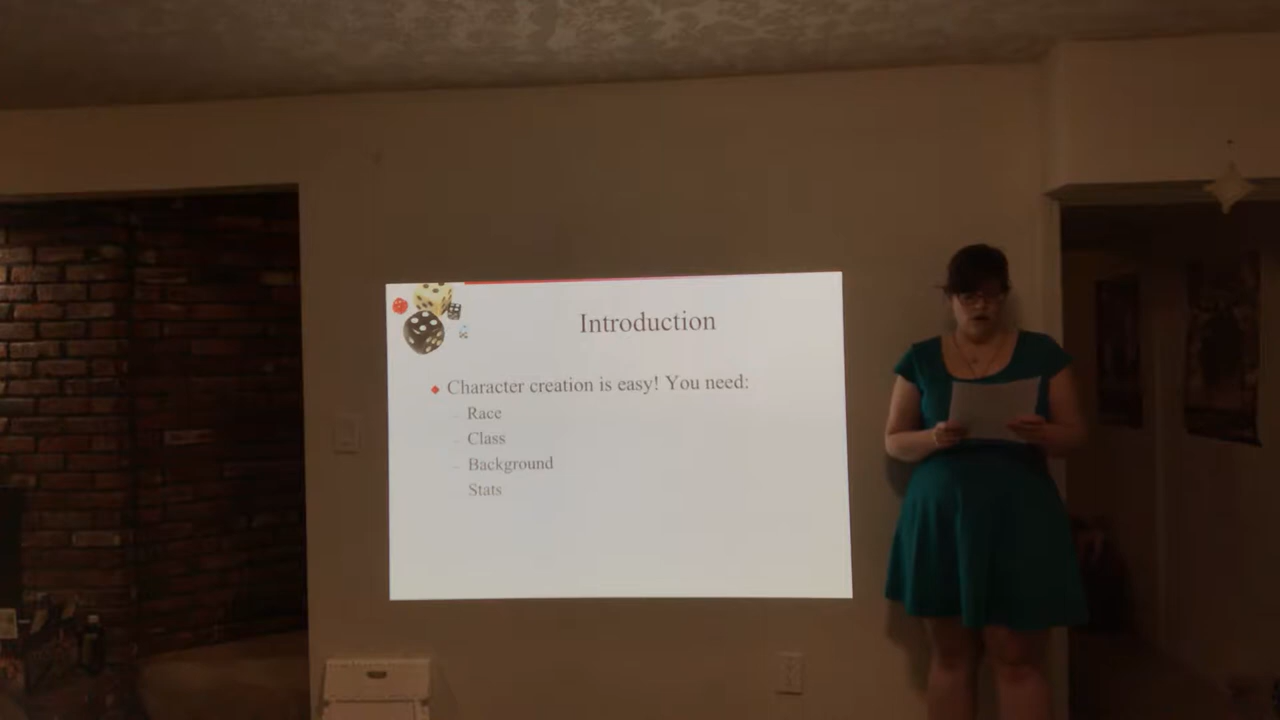 Introduction
Character creation is easy! You need:
Race
Class
Background
Stats